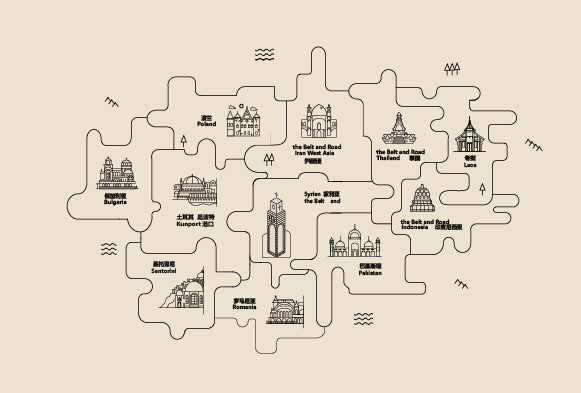 波兰
Poland
the Belt and Road
Iran West Asia
伊朗西亚
the Belt and Road
Thailand 泰国
老挝
Laos
保加利亚
Bulgaria
土耳其 昆波特
Kunport 港口
Syrian 叙利亚
the Belt and
the Belt and Road
Indonesia 印度尼西亚
圣托里尼
Santorini
巴基斯坦
Pakistan
罗马尼亚
Romania